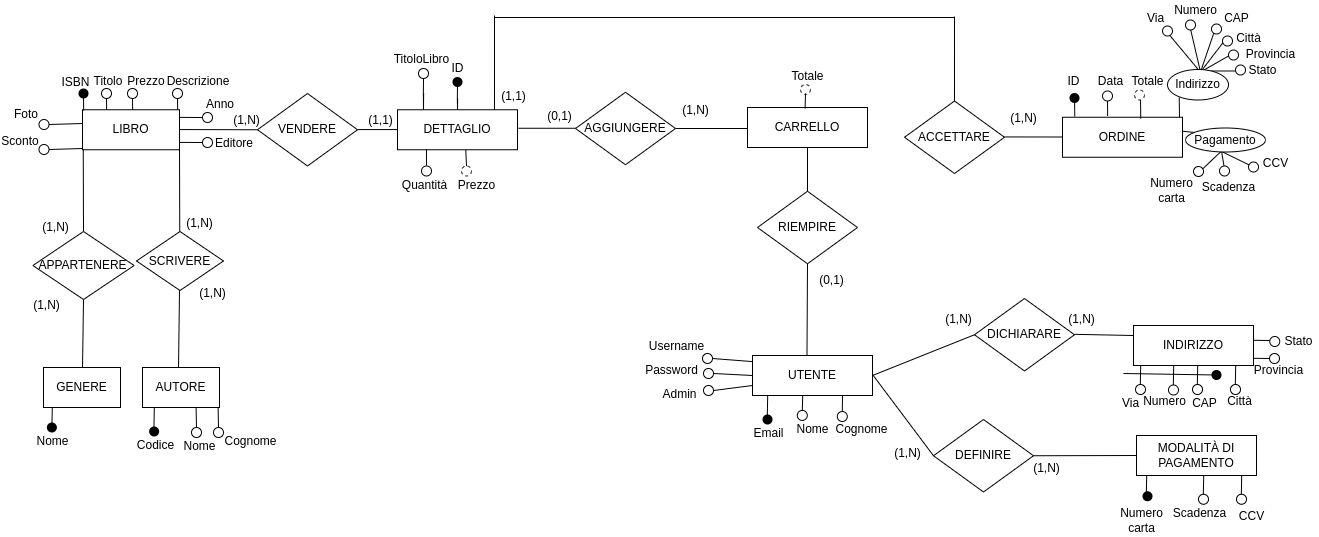 Via
Numero
CAP
Città
Provincia
Stato
Indirizzo
TitoloLibro
ID
Totale
ID
Data
Totale
ISBN
Titolo
Prezzo
Descrizione
Foto
Anno
Sconto
Editore
LIBRO
(1,N)
VENDERE
(1,1)
DETTAGLIO
(1,1)
(0,1)
AGGIUNGERE
(1,N)
CARRELLO
ACCETTARE
(1,N)
ORDINE
Pagamento
Numero
carta
Scadenza
CCV
Quantità
Prezzo
(1,N)
(1,N)
APPARTENERE
SCRIVERE
(1,N)
(1,N)
RIEMPIRE
(0,1)
GENERE
AUTORE
Nome
Codice
Nome
Cognome
Username
Password
Admin
UTENTE
Email
Nome
Cognome
(1,N)
DICHIARARE
(1,N)
INDIRIZZO
Stato
Provincia
Via
Numero
CAP
Città
(1,N)
DEFINIRE
(1,N)
MODALITÀ DI
PAGAMENTO
Numero
carta
Scadenza
CCV